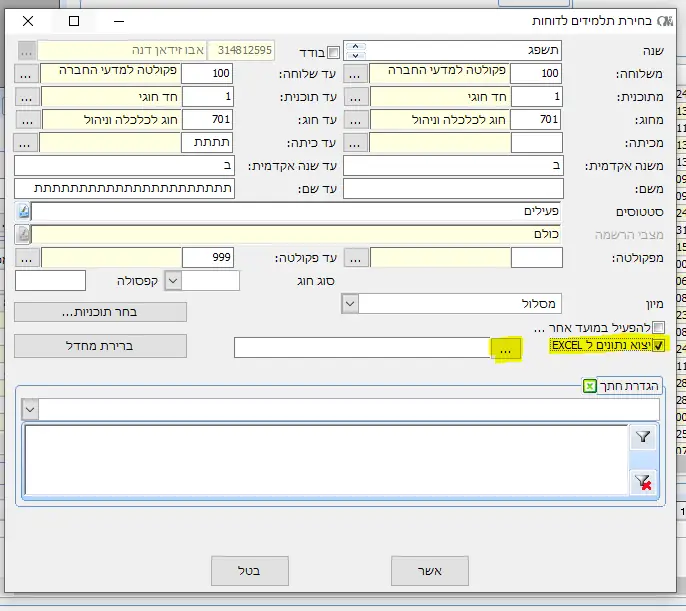 בחירת תלמידים לדוחות
שנה תשפג בודד 314812595 אבו זידאן דנה ...
משלוחה: 100 פקולטה למדעי החברה ... עד שלוחה: 100 פקולטה למדעי החברה ...
מתוכנית: 1 חד חוגי ... עד תוכנית: 1 חד חוגי ...
מחוג: 701 חוג לכלכלה וניהול ... עד חוג: 701 חוג לכלכלה וניהול ...
מכיתה: ... עד כיתה: תתתת ...
משנה אקדמית: ב עד שנה אקדמית: ב
משם: עד שם: תתתתתתתתתתתתתתתתתתתת
סטטוסים פעילים
מצבי הרשמה כולם
מפקולטה: ... עד פקולטה: 999 ...
סוג חוג קפסולה
מיון מסלול בחר תוכניות...
להפעיל במועד אחר ...
יצוא נתונים ל EXCEL ... ברירת מחדל
הגדרת חתך
אשר בטל